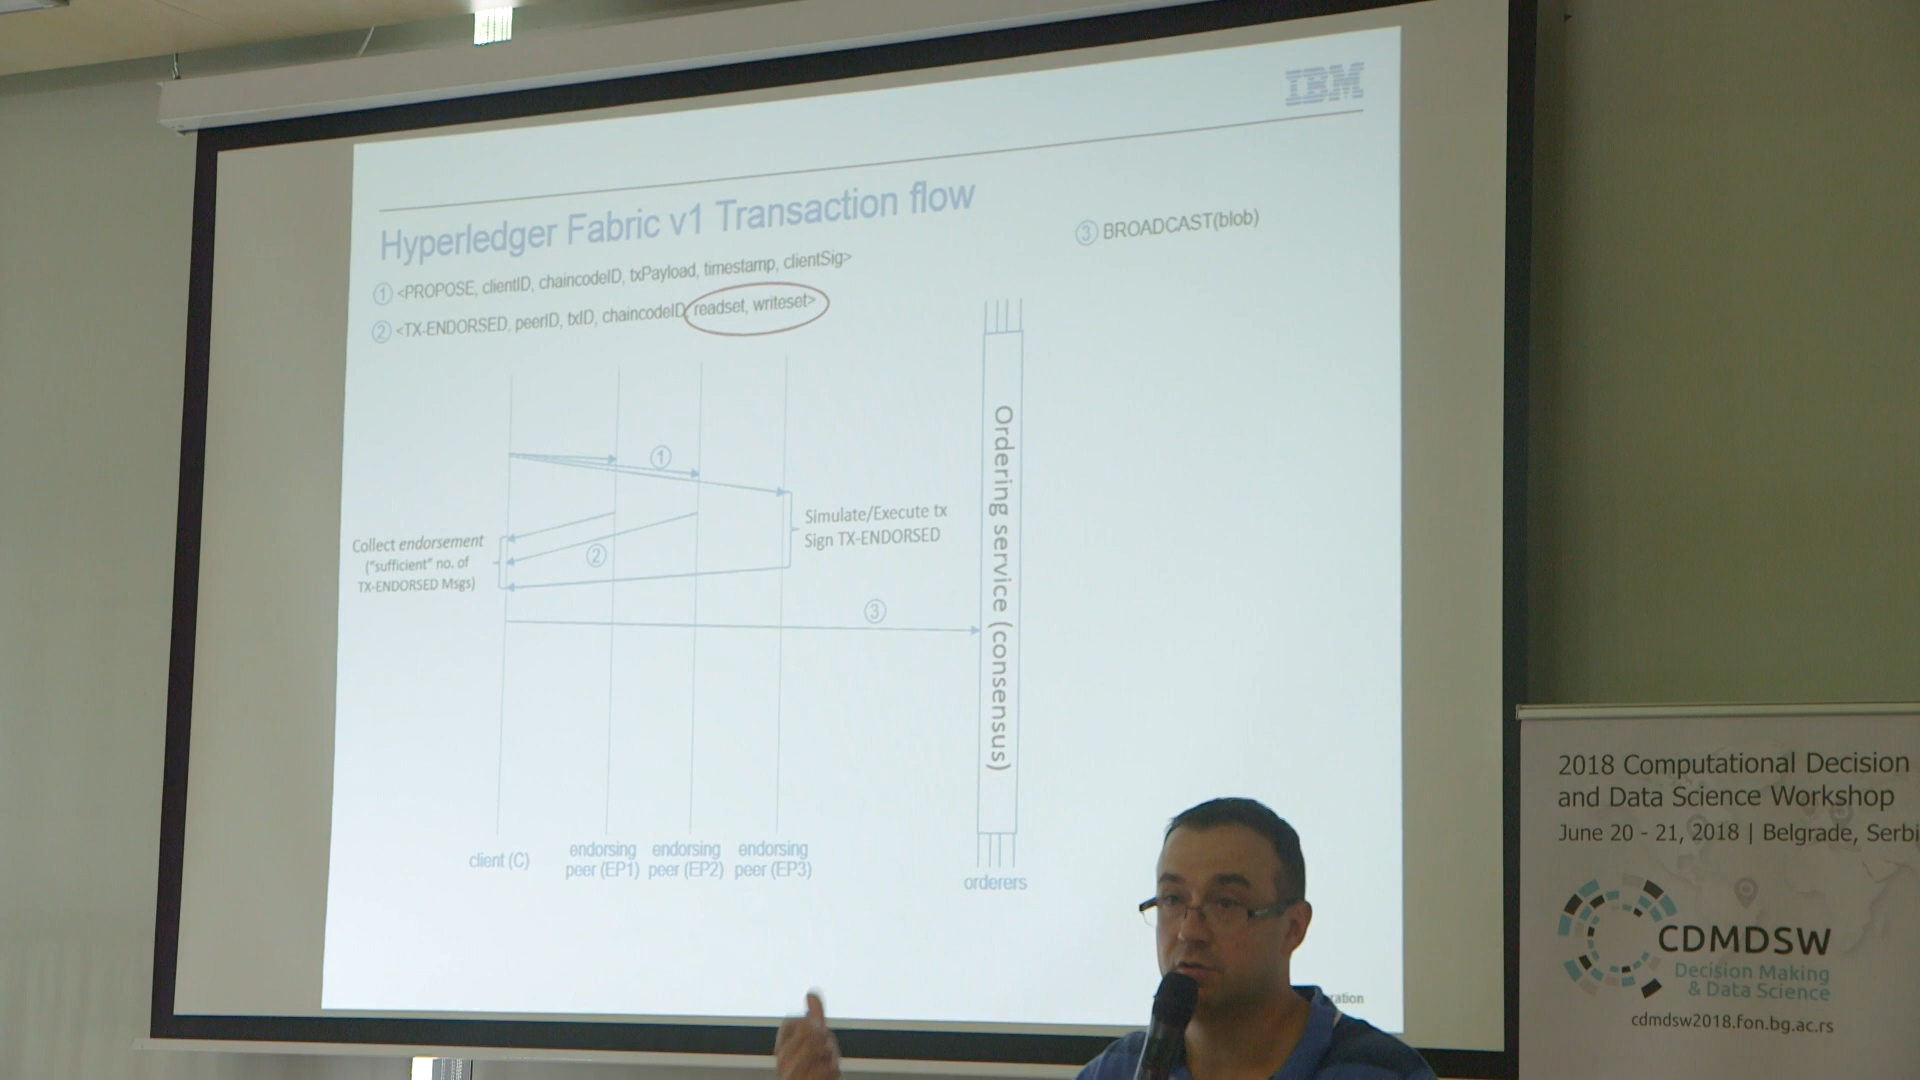 IBM
Hyperledger Fabric v1 Transaction flow
① <PROPOSE, clientID, chaincodeID, txPayload, timestamp, clientSig>
② <TX-ENDORSED, peerID, txID, chaincodeID, readset, writeset>
③ BROADCAST(blob)
①
Simulate/Execute tx
Sign TX-ENDORSED
Collect endorsement
("sufficient" no. of
TX-ENDORSED Msgs)
②
③
Ordering service (consensus)
client (C)
endorsing
peer (EP1)
endorsing
peer (EP2)
endorsing
peer (EP3)
orderers
ration
2018 Computational Decision
and Data Science Workshop
June 20 - 21, 2018 | Belgrade, Serbi
CDMDSW
Decision Making
& Data Science
cdmdsw2018.fon.bg.ac.rs